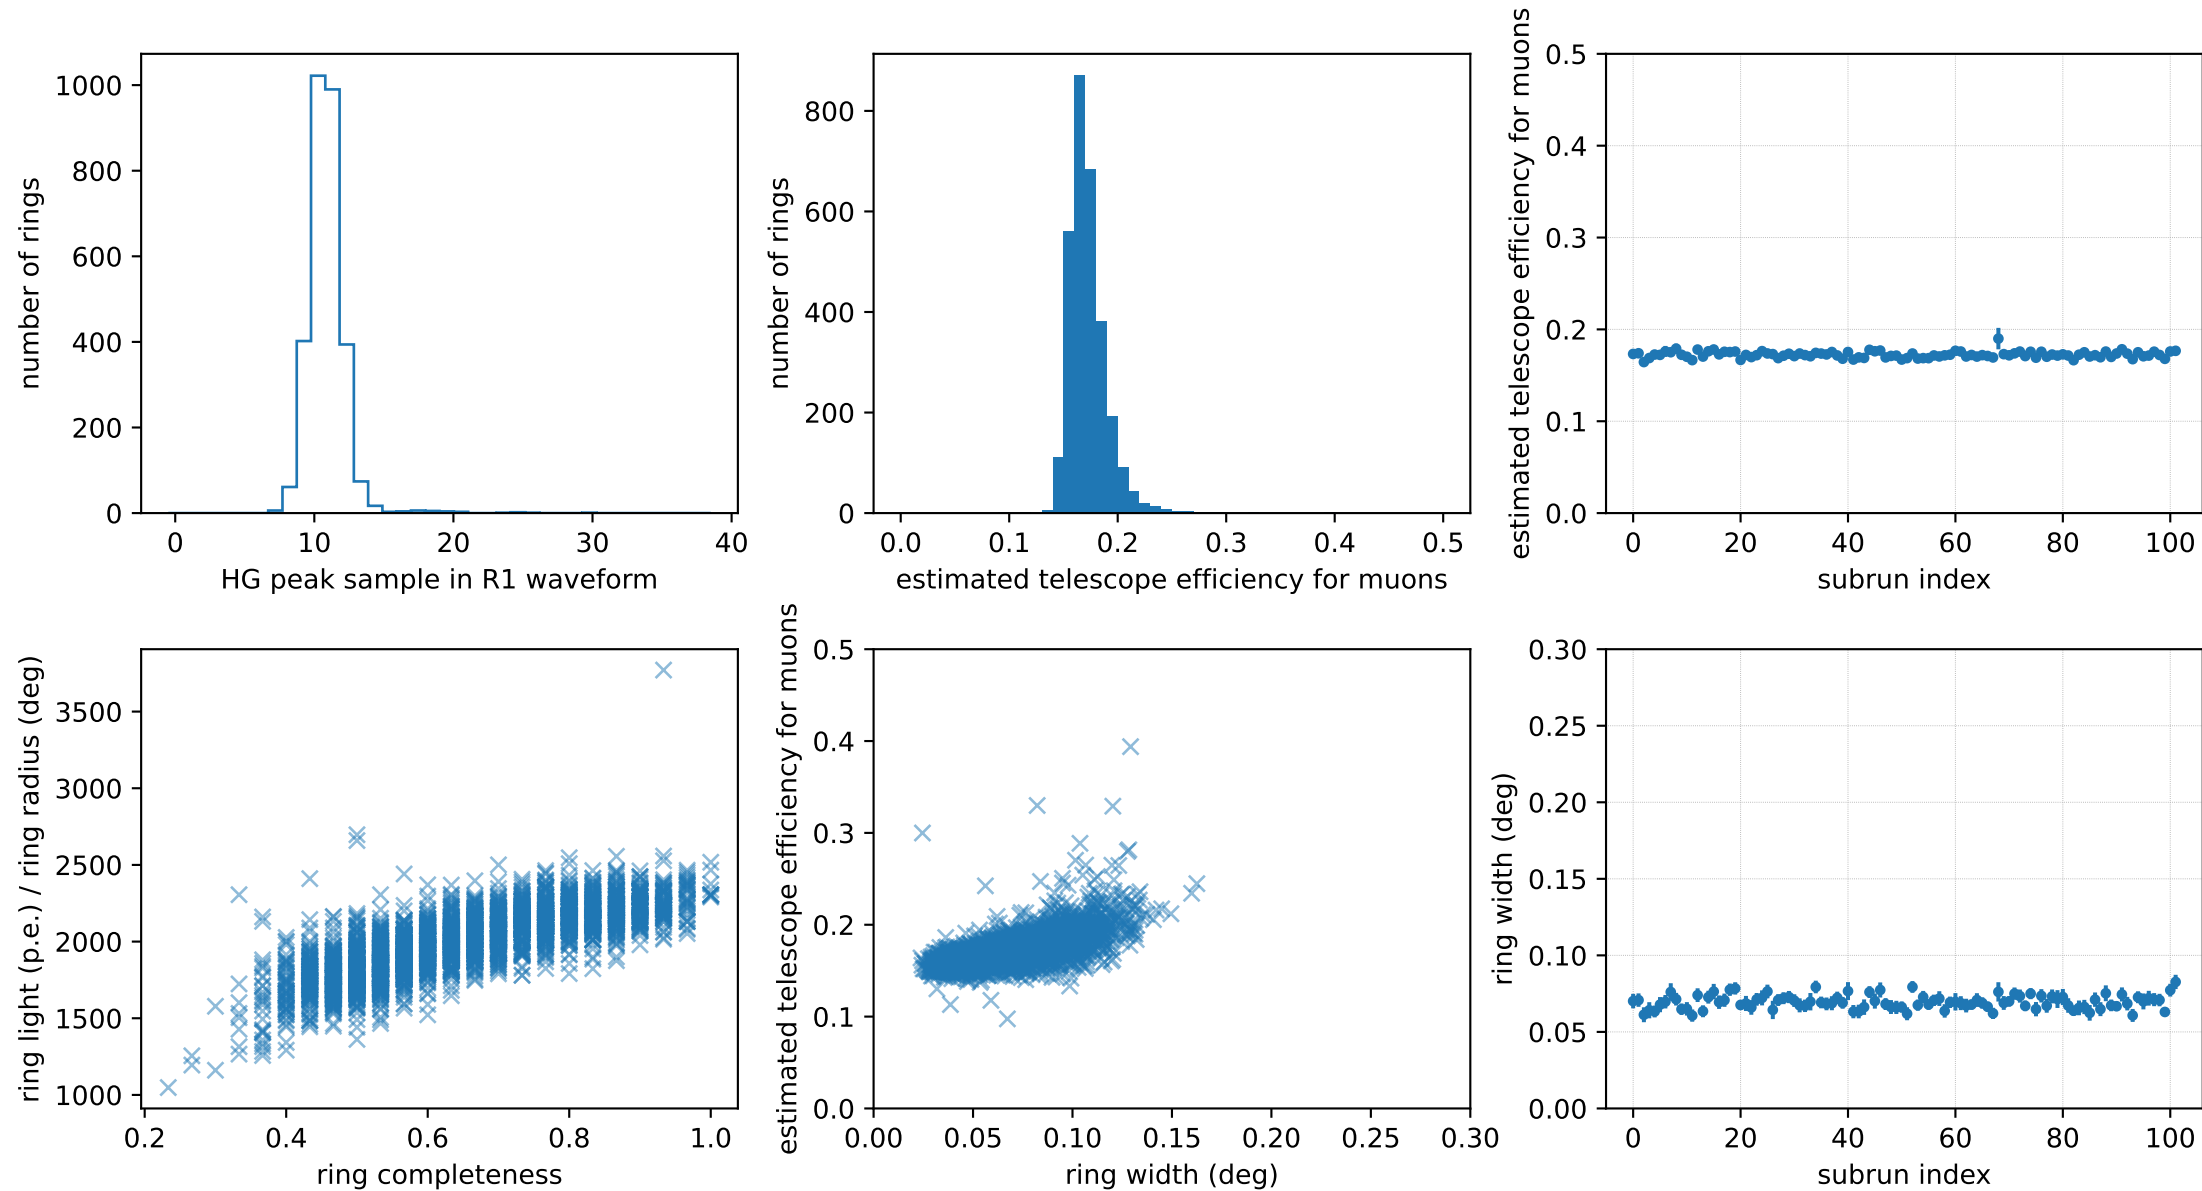 number of rings
1000
800
600
400
200
0
0 10 20 30 40
HG peak sample in R1 waveform
number of rings
800
600
400
200
0
0.0 0.1 0.2 0.3 0.4 0.5
estimated telescope efficiency for muons
estimated telescope efficiency for muons
0.5
0.4
0.3
0.2
0.1
0.0
0 20 40 60 80 100
subrun index
ring light (p.e.) / ring radius (deg)
3500
3000
2500
2000
1500
1000
0.2 0.4 0.6 0.8 1.0
ring completeness
estimated telescope efficiency for muons
0.5
0.4
0.3
0.2
0.1
0.0
0.00 0.05 0.10 0.15 0.20 0.25 0.30
ring width (deg)
ring width (deg)
0.30
0.25
0.20
0.15
0.10
0.05
0.00
0 20 40 60 80 100
subrun index